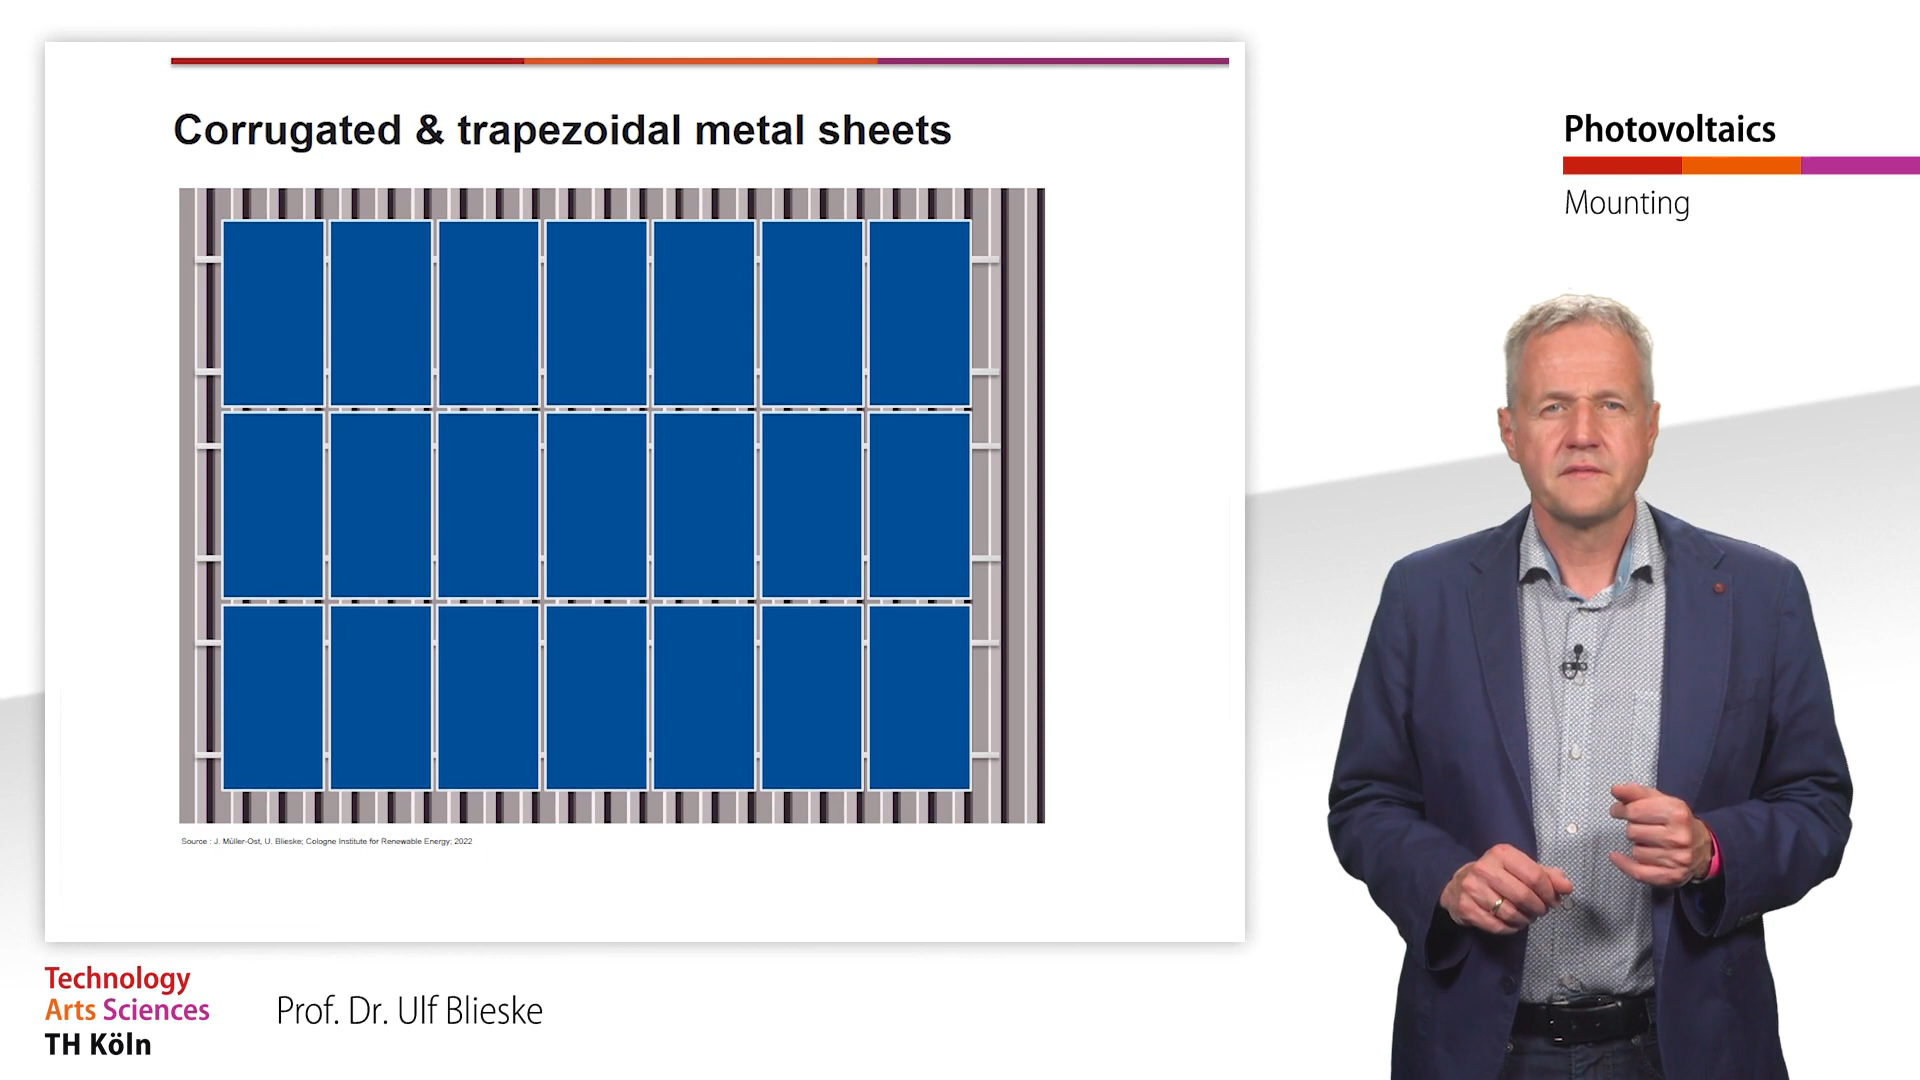 Corrugated & trapezoidal metal sheets
Source : J. Müller-Ost, U. Blieske; Cologne Institute for Renewable Energy; 2022
Photovoltaics
Mounting
Technology
Arts Sciences
TH Köln
Prof. Dr. Ulf Blieske